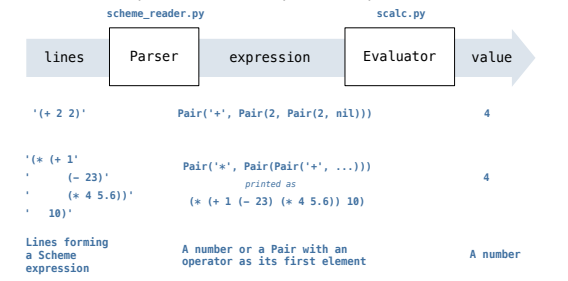 scheme_reader.py
scalc.py
lines
Parser
expression
Evaluator
value
'(+ 2 2)'
Pair('+', Pair(2, Pair(2, nil)))
4
'(* (+ 1'
'      (- 23)'
'      (* 4 5.6))'
'   10)'
Pair('*', Pair(Pair('+', ...)))
printed as
(* (+ 1 (- 23) (* 4 5.6)) 10)
4
Lines forming
a Scheme
expression
A number or a Pair with an
operator as its first element
A number